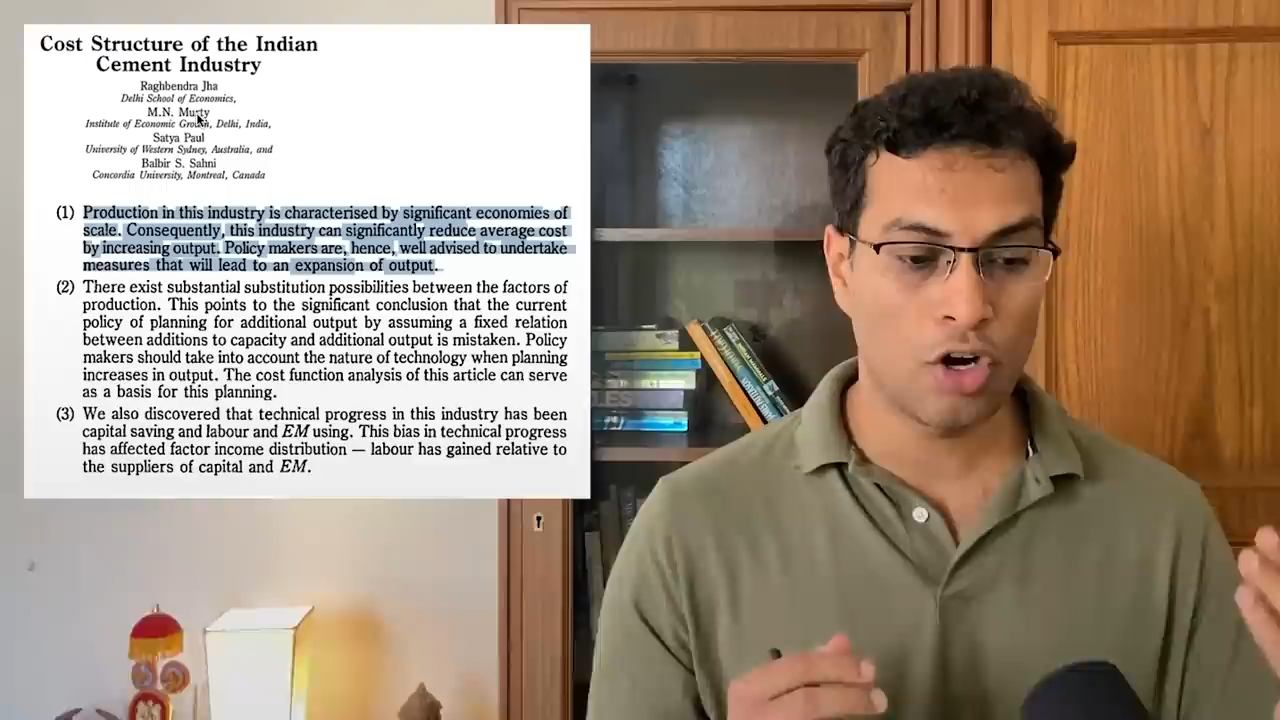 Cost Structure of the Indian
Cement Industry
Raghbendra Jha
Delhi School of Economics,
M.N. Murty
Institute of Economic Growth, Delhi, India,
Satya Paul
University of Western Sydney, Australia, and
Balbir S. Sahni
Concordia University, Montreal, Canada
(1) Production in this industry is characterised by significant economies of
scale. Consequently, this industry can significantly reduce average cost
by increasing output. Policy makers are, hence, well advised to undertake
measures that will lead to an expansion of output.
(2) There exist substantial substitution possibilities between the factors of
production. This points to the significant conclusion that the current
policy of planning for additional output by assuming a fixed relation
between additions to capacity and additional output is mistaken. Policy
makers should take into account the nature of technology when planning
increases in output. The cost function analysis of this article can serve
as a basis for this planning.
(3) We also discovered that technical progress in this industry has been
capital saving and labour and EM using. This bias in technical progress
has affected factor income distribution — labour has gained relative to
the suppliers of capital and EM.